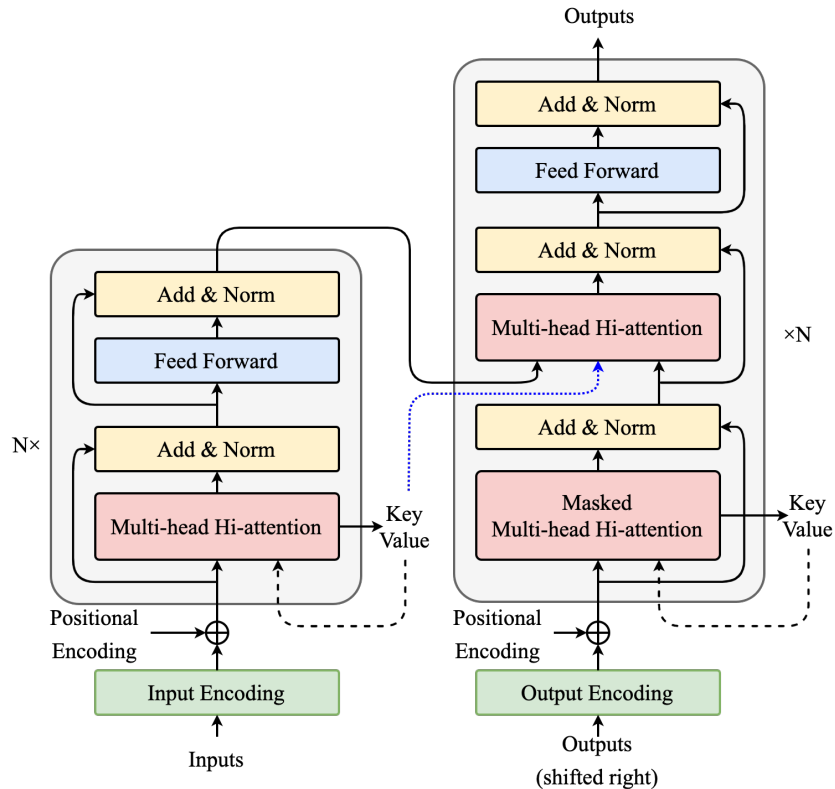 Outputs
Add & Norm
Feed Forward
Add & Norm
Multi-head Hi-attention
×N
Add & Norm
Masked
Multi-head Hi-attention
Key
Value
Positional
Encoding
Output Encoding
Outputs
(shifted right)
Add & Norm
Feed Forward
N×
Add & Norm
Multi-head Hi-attention
Key
Value
Positional
Encoding
Input Encoding
Inputs